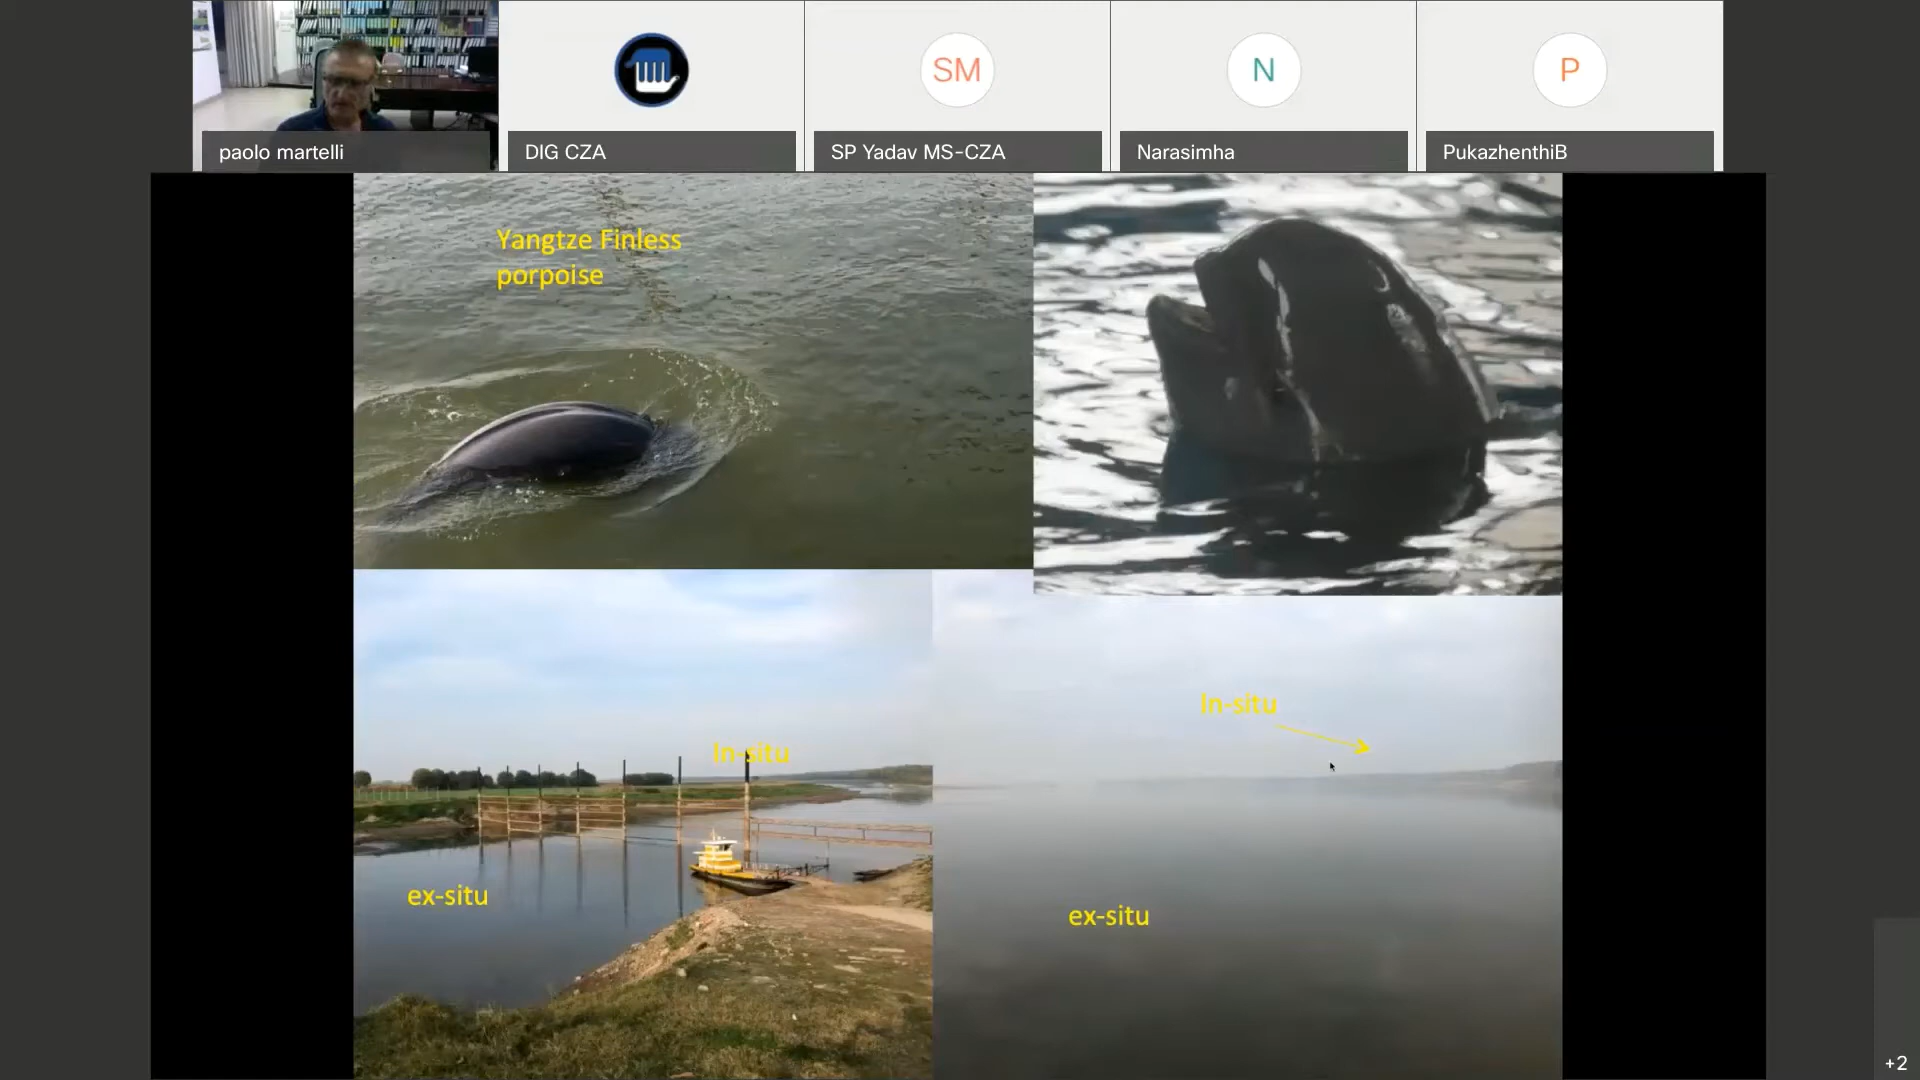 SM
N
P
paolo martelli
DIG CZA
SP Yadav MS-CZA
Narasimha
PukazhenthiB
Yangtze Finless
porpoise
In-situ
In-situ
ex-situ
ex-situ
+2